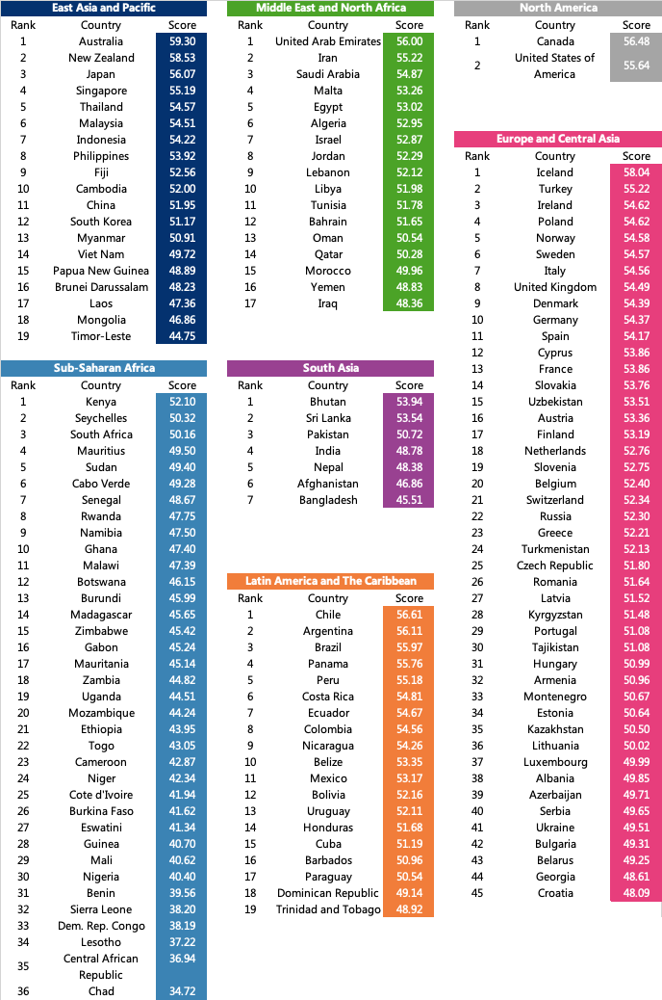 East Asia and Pacific
Rank Country Score
1 Australia 59.30
2 New Zealand 58.53
3 Japan 56.07
4 Singapore 55.19
5 Thailand 54.57
6 Malaysia 54.51
7 Indonesia 54.22
8 Philippines 53.92
9 Fiji 52.56
10 Cambodia 52.00
11 China 51.95
12 South Korea 51.17
13 Myanmar 50.91
14 Viet Nam 49.72
15 Papua New Guinea 48.89
16 Brunei Darussalam 48.23
17 Laos 47.36
18 Mongolia 46.86
19 Timor-Leste 44.75
Sub-Saharan Africa
Rank Country Score
1 Kenya 52.10
2 Seychelles 50.32
3 South Africa 50.16
4 Mauritius 49.50
5 Sudan 49.40
6 Cabo Verde 49.28
7 Senegal 48.67
8 Rwanda 47.75
9 Namibia 47.50
10 Ghana 47.40
11 Malawi 47.39
12 Botswana 46.15
13 Burundi 45.99
14 Madagascar 45.65
15 Zimbabwe 45.42
16 Gabon 45.24
17 Mauritania 45.14
18 Zambia 44.82
19 Uganda 44.51
20 Mozambique 44.24
21 Ethiopia 43.95
22 Togo 43.05
23 Cameroon 42.87
24 Niger 42.34
25 Cote d'Ivoire 41.94
26 Burkina Faso 41.62
27 Eswatini 41.34
28 Guinea 40.70
29 Mali 40.62
30 Nigeria 40.40
31 Benin 39.56
32 Sierra Leone 38.20
33 Dem. Rep. Congo 38.19
34 Lesotho 37.22
35 Central African 36.94
Republic
36 Chad 34.72
Middle East and North Africa
Rank Country Score
1 United Arab Emirates 56.00
2 Iran 55.22
3 Saudi Arabia 54.87
4 Malta 53.26
5 Egypt 53.02
6 Algeria 52.95
7 Israel 52.87
8 Jordan 52.29
9 Lebanon 52.12
10 Libya 51.98
11 Tunisia 51.78
12 Bahrain 51.65
13 Oman 50.54
14 Qatar 50.28
15 Morocco 49.96
16 Yemen 48.83
17 Iraq 48.36
South Asia
Rank Country Score
1 Bhutan 53.94
2 Sri Lanka 53.54
3 Pakistan 50.72
4 India 48.78
5 Nepal 48.38
6 Afghanistan 46.86
7 Bangladesh 45.51
Latin America and The Caribbean
Rank Country Score
1 Chile 56.61
2 Argentina 56.11
3 Brazil 55.97
4 Panama 55.76
5 Peru 55.18
6 Costa Rica 54.81
7 Ecuador 54.67
8 Colombia 54.56
9 Nicaragua 54.26
10 Belize 53.35
11 Mexico 53.17
12 Bolivia 52.16
13 Uruguay 52.11
14 Honduras 51.68
15 Cuba 51.19
16 Barbados 50.96
17 Paraguay 50.54
18 Dominican Republic 49.14
19 Trinidad and Tobago 48.92
North America
Rank Country Score
1 Canada 56.48
2 United States of 55.64
America
Europe and Central Asia
Rank Country Score
1 Iceland 58.04
2 Turkey 55.22
3 Ireland 54.62
4 Poland 54.62
5 Norway 54.58
6 Sweden 54.57
7 Italy 54.56
8 United Kingdom 54.49
9 Denmark 54.39
10 Germany 54.37
11 Spain 54.17
12 Cyprus 53.86
13 France 53.86
14 Slovakia 53.76
15 Uzbekistan 53.51
16 Austria 53.36
17 Finland 53.19
18 Netherlands 52.76
19 Slovenia 52.75
20 Belgium 52.40
21 Switzerland 52.34
22 Russia 52.30
23 Greece 52.21
24 Turkmenistan 52.13
25 Czech Republic 51.80
26 Romania 51.64
27 Latvia 51.52
28 Kyrgyzstan 51.48
29 Portugal 51.08
30 Tajikistan 51.08
31 Hungary 50.99
32 Armenia 50.96
33 Montenegro 50.67
34 Estonia 50.64
35 Kazakhstan 50.50
36 Lithuania 50.02
37 Luxembourg 49.99
38 Albania 49.85
39 Azerbaijan 49.71
40 Serbia 49.65
41 Ukraine 49.51
42 Bulgaria 49.31
43 Belarus 49.25
44 Georgia 48.61
45 Croatia 48.09